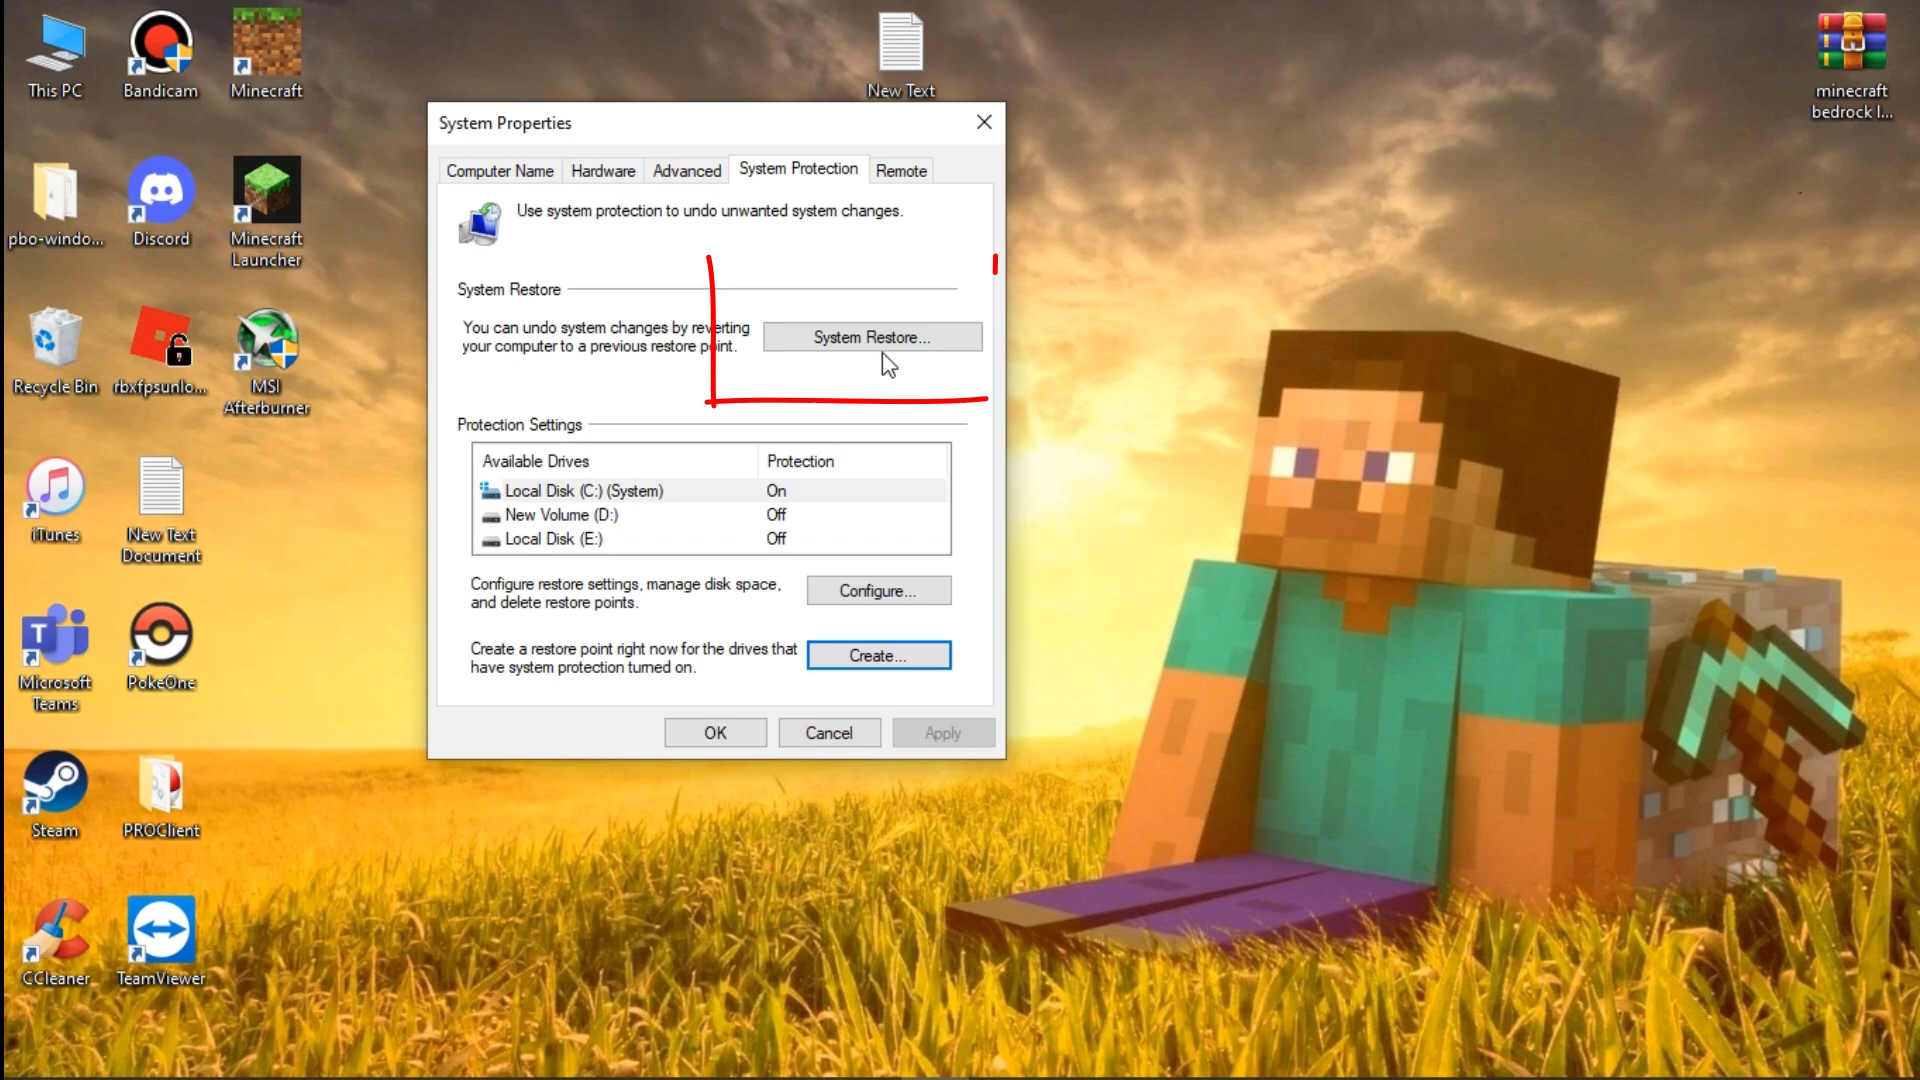 This PC
Bandicam
Minecraft
New Text
minecraft
bedrock l...
System Properties
Computer Name
Hardware
Advanced
System Protection
Remote
Use system protection to undo unwanted system changes.
System Restore
You can undo system changes by reverting
your computer to a previous restore point.
System Restore...
Protection Settings
Available Drives
Protection
Local Disk (C:) (System)
On
New Volume (D:)
Off
Local Disk (E:)
Off
Configure restore settings, manage disk space,
and delete restore points.
Configure...
Create a restore point right now for the drives that
have system protection turned on.
Create...
OK
Cancel
Apply
pbo-windo...
Discord
Minecraft
Launcher
Recycle Bin
rbxfpsunlo...
MSI
Afterburner
iTunes
New Text
Document
T
Microsoft
Teams
PokeOne
Steam
PROClient
CCleaner
TeamViewer